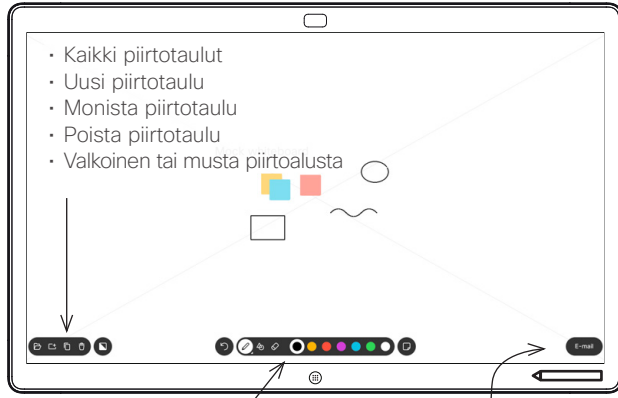 • Kaikki piirtotaulut
• Uusi piirtotaulu
• Monista piirtotaulu
• Poista piirtotaulu
• Valkoinen tai musta piirtoalusta
E-mail